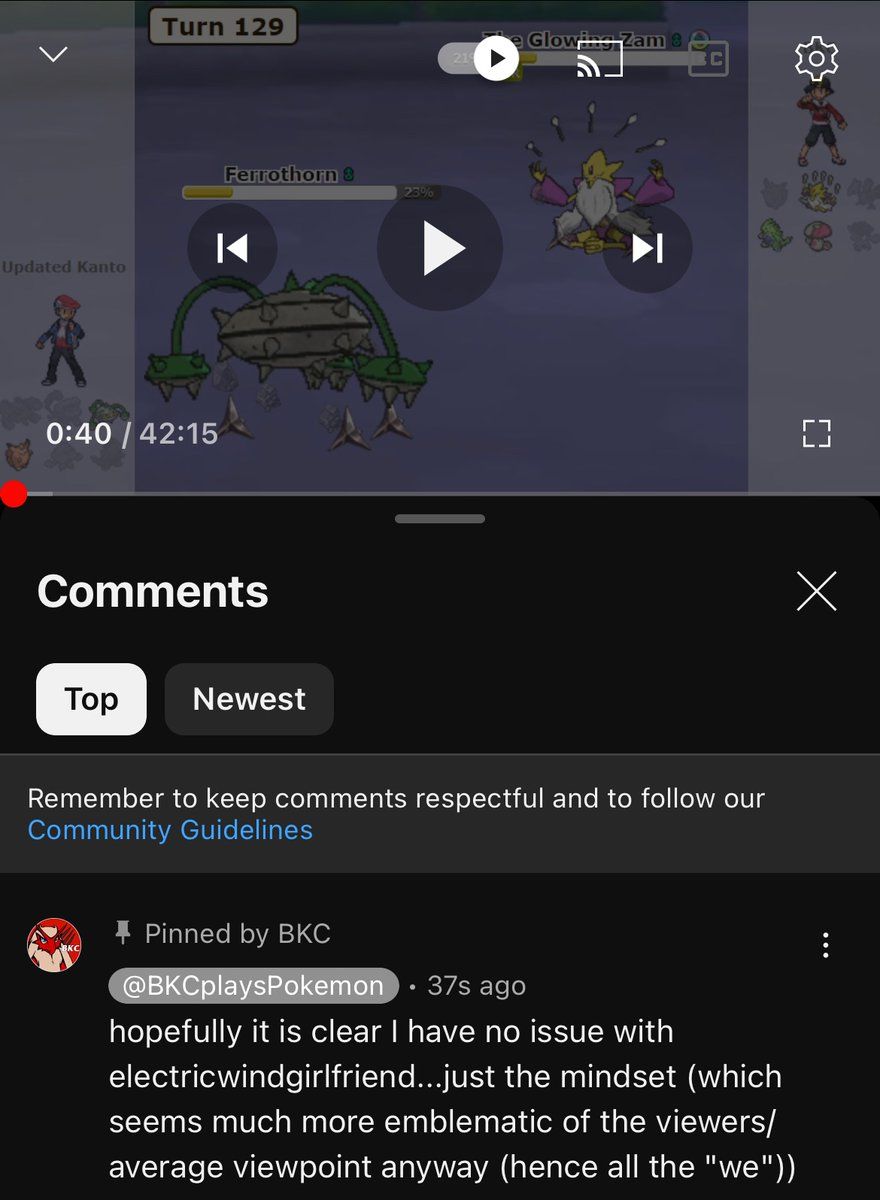 Turn 129
The Glowing Zam
21%
CC
Ferrothorn
23%
Updated Kanto
0:40 / 42:15
Comments
Top
Newest
Remember to keep comments respectful and to follow our
Community Guidelines
BKC
Pinned by BKC
@BKCplaysPokemon • 37s ago
hopefully it is clear I have no issue with
electricwindgirlfriend...just the mindset (which
seems much more emblematic of the viewers/
average viewpoint anyway (hence all the "we"))